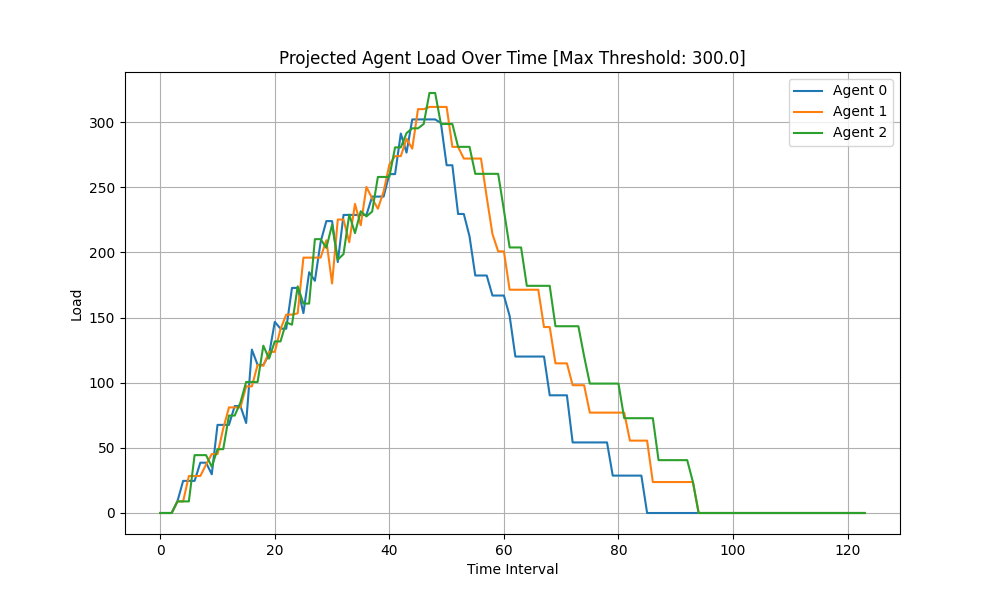 Projected Agent Load Over Time [Max Threshold: 300.0]
Agent 0
Agent 1
Agent 2
300
250
200
150
100
50
0
Load
0 20 40 60 80 100 120
Time Interval